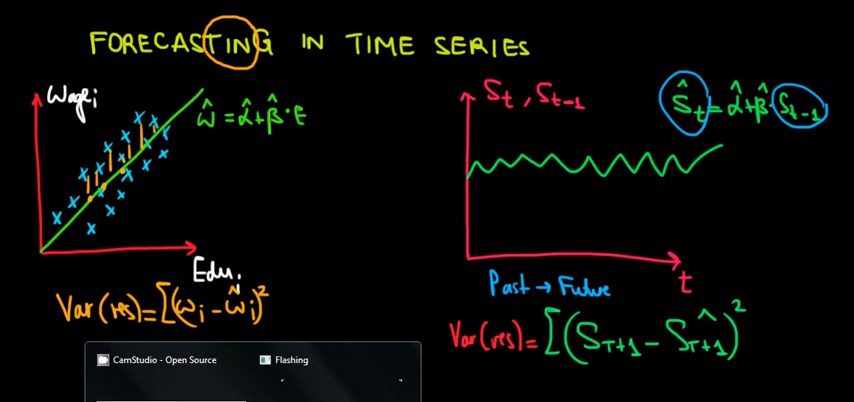 FORECASTING IN TIME SERIES
Wage i
ŵ = α̂ + β̂ · E
Edu.
Var(res) = [(wi - ŵi)²
St, St-1
Ŝt = α̂ + β̂ · St-1
t
Past → Future
Var(res) = [(ST+1 - ŜT+1)²
CamStudio - Open Source
Flashing